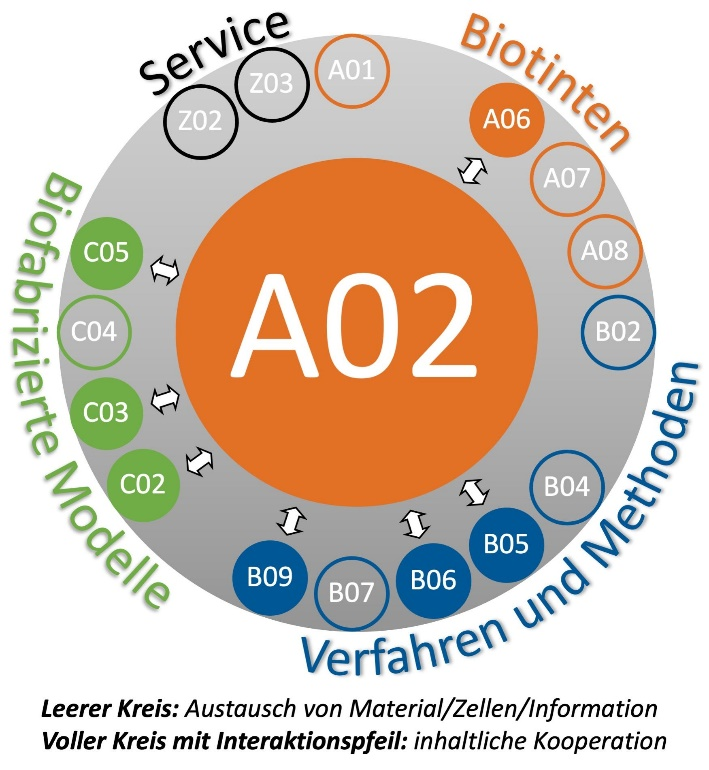 Service
Biotinten
Z02
Z03
A01
A06
A07
A08
B02
B04
B05
B06
B07
B09
C02
C03
C04
C05
A02
Biofabrizierte Modelle
Verfahren und Methoden
Leerer Kreis: Austausch von Material/Zellen/Information
Voller Kreis mit Interaktionspfeil: inhaltliche Kooperation